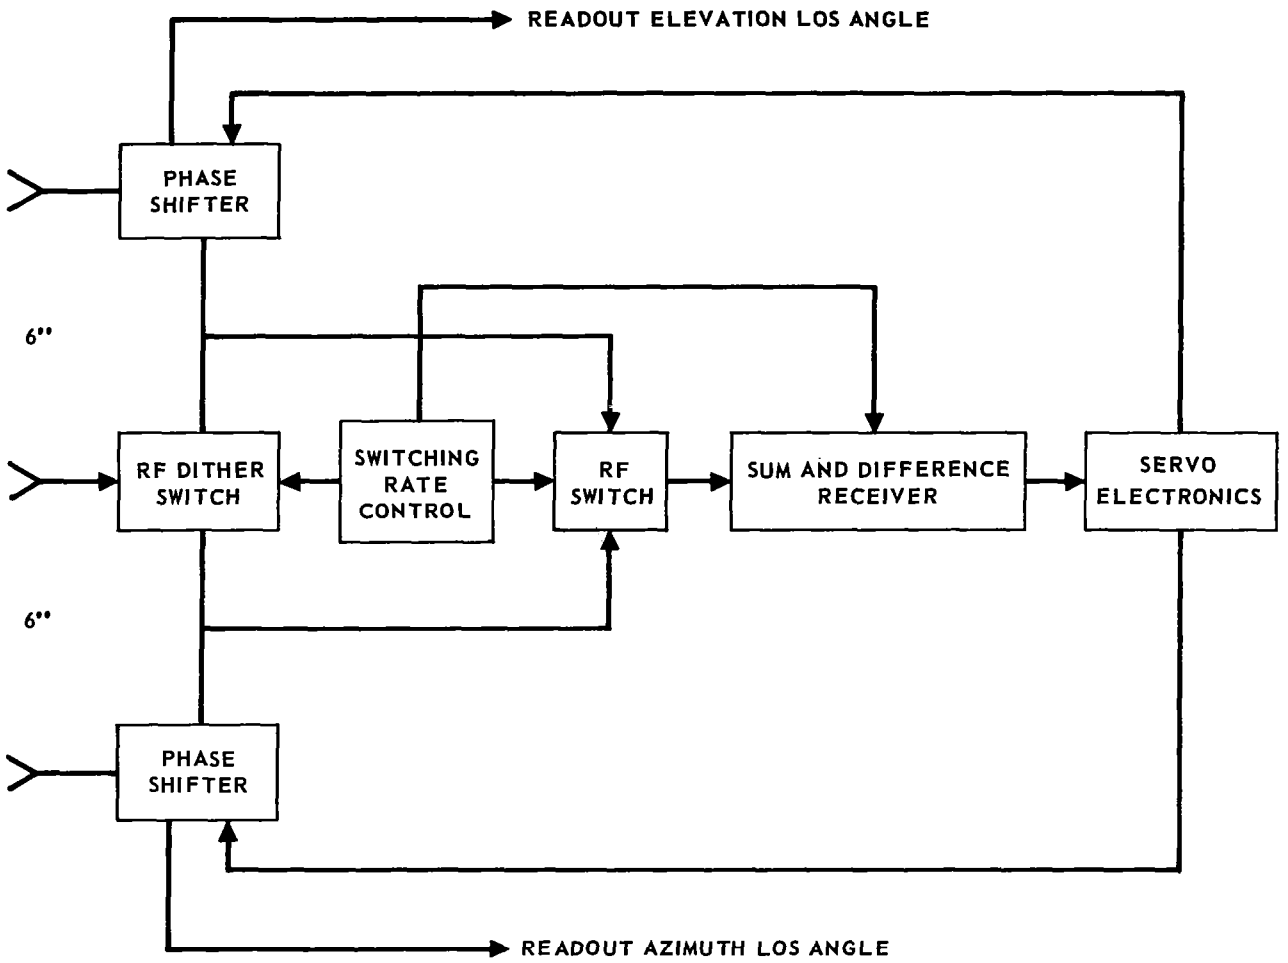 READOUT ELEVATION LOS ANGLE
PHASE
SHIFTER
6"
RF DITHER
SWITCH
SWITCHING
RATE
CONTROL
RF
SWITCH
SUM AND DIFFERENCE
RECEIVER
SERVO
ELECTRONICS
6"
PHASE
SHIFTER
READOUT AZIMUTH LOS ANGLE